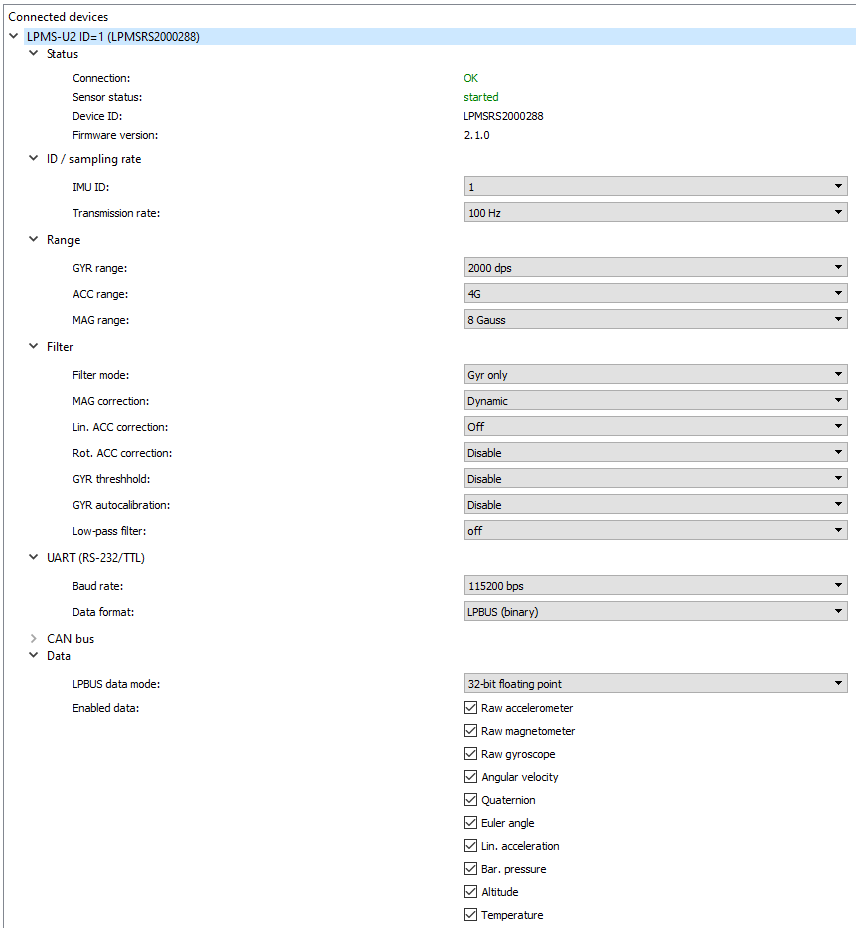 Connected devices
LPMS-U2 ID=1 (LPMSRS2000288)
Status
Connection: OK
Sensor status: started
Device ID: LPMSRS2000288
Firmware version: 2.1.0
ID / sampling rate
IMU ID: 1
Transmission rate: 100 Hz
Range
GYR range: 2000 dps
ACC range: 4G
MAG range: 8 Gauss
Filter
Filter mode: Gyr only
MAG correction: Dynamic
Lin. ACC correction: Off
Rot. ACC correction: Disable
GYR threshhold: Disable
GYR autocalibration: Disable
Low-pass filter: off
UART (RS-232/TTL)
Baud rate: 115200 bps
Data format: LPBUS (binary)
CAN bus
Data
LPBUS data mode: 32-bit floating point
Enabled data: Raw accelerometer
Raw magnetometer
Raw gyroscope
Angular velocity
Quaternion
Euler angle
Lin. acceleration
Bar. pressure
Altitude
Temperature